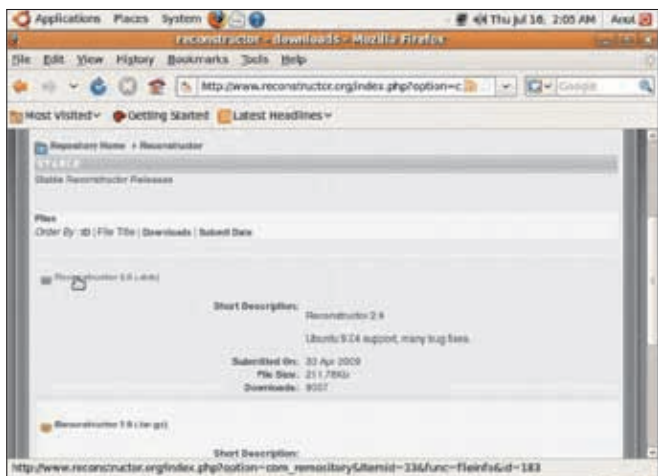 Applications Places System Thu Jul 16, 2:05 AM
reconstructor - downloads - Mozilla Firefox
File Edit View History Bookmarks Tools Help
http://www.reconstructor.org/index.php?option=c Google
Most Visited Getting Started Latest Headlines
Repository Home > Reconstructor
Stable Reconstructor Releases
Files
Order By : ID | File Title | Downloads | Submit Date
Reconstructor
Short Description:
Reconstructor
Ubuntu 9.04 support, many bug fixes.
Submitted On: 30 Apr 2009
File Size: 211.78Kb
Downloads:
Reconstructor
Short Description:
http://www.reconstructor.org/index.php?option=com_remository&Itemid=33&func=fileinfo&id=183